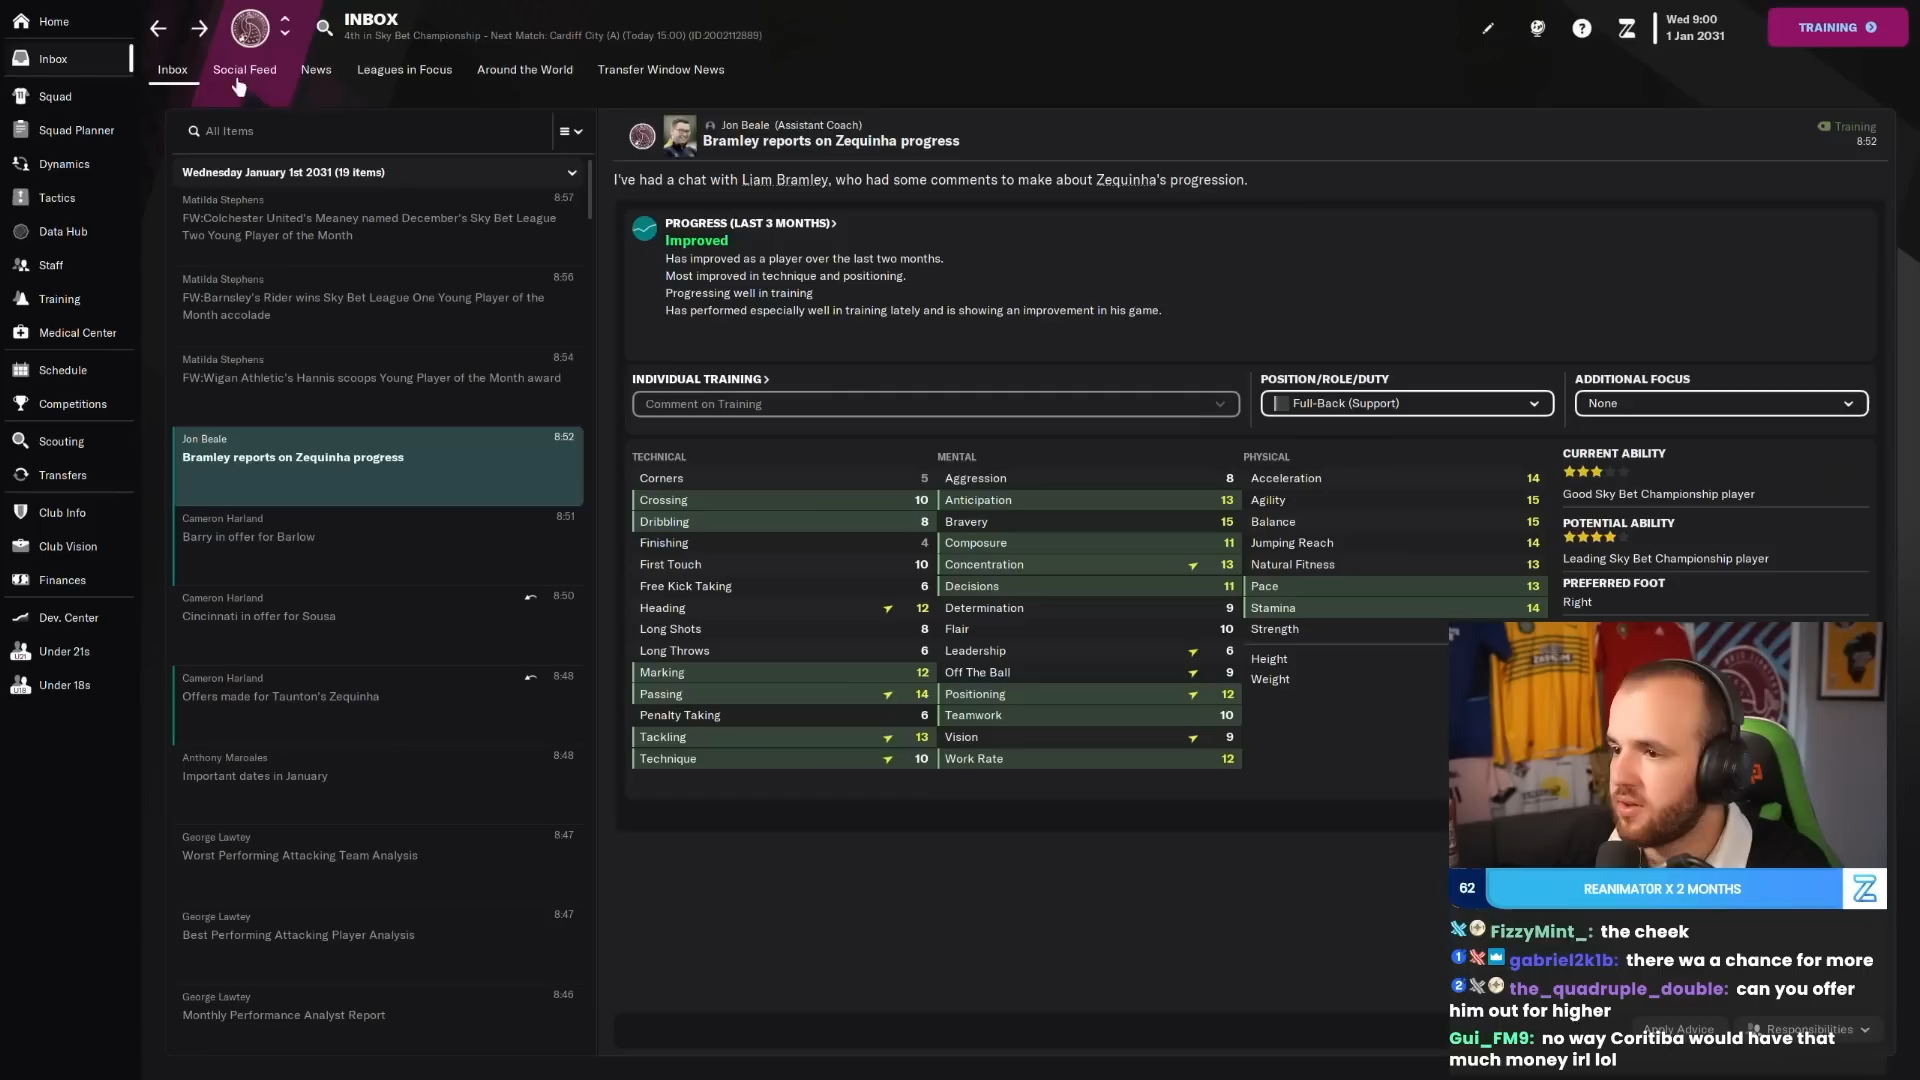 Home
Inbox
Squad
Squad Planner
Dynamics
Tactics
Data Hub
Staff
Training
Medical Center
Schedule
Competitions
Scouting
Transfers
Club Info
Club Vision
Finances
Dev. Center
Under 21s
Under 18s
INBOX
4th in Sky Bet Championship - Next Match: Cardiff City (A) (Today 15:00) (ID:2002112889)
Wed 9:00
1 Jan 2031
TRAINING
Inbox Social Feed News Leagues in Focus Around the World Transfer Window News
All Items
Wednesday January 1st 2031 (19 items)
Matilda Stephens 8:57
FW:Colchester United's Meaney named December's Sky Bet League
Two Young Player of the Month
Matilda Stephens 8:56
FW:Barnsley's Rider wins Sky Bet League One Young Player of the
Month accolade
Matilda Stephens 8:54
FW:Wigan Athletic's Hannis scoops Young Player of the Month award
Jon Beale 8:52
Bramley reports on Zequinha progress
Cameron Harland 8:51
Barry in offer for Barlow
Cameron Harland 8:50
Cincinnati in offer for Sousa
Cameron Harland 8:48
Offers made for Taunton's Zequinha
Anthony Maroales 8:48
Important dates in January
George Lawtey 8:47
Worst Performing Attacking Team Analysis
George Lawtey 8:47
Best Performing Attacking Player Analysis
George Lawtey 8:46
Monthly Performance Analyst Report
Jon Beale (Assistant Coach)
Bramley reports on Zequinha progress
Training
8:52
I've had a chat with Liam Bramley, who had some comments to make about Zequinha's progression.
PROGRESS (LAST 3 MONTHS)>
Improved
Has improved as a player over the last two months.
Most improved in technique and positioning.
Progressing well in training
Has performed especially well in training lately and is showing an improvement in his game.
INDIVIDUAL TRAINING>
Comment on Training
POSITION/ROLE/DUTY
Full-Back (Support)
ADDITIONAL FOCUS
None
TECHNICAL
Corners 5
Crossing 10
Dribbling 8
Finishing 4
First Touch 10
Free Kick Taking 6
Heading 12
Long Shots 8
Long Throws 6
Marking 12
Passing 14
Penalty Taking 6
Tackling 13
Technique 10
MENTAL
Aggression 8
Anticipation 13
Bravery 15
Composure 11
Concentration 13
Decisions 11
Determination 9
Flair 10
Leadership 6
Off The Ball 9
Positioning 12
Teamwork 10
Vision 9
Work Rate 12
PHYSICAL
Acceleration 14
Agility 15
Balance 15
Jumping Reach 14
Natural Fitness 13
Pace 13
Stamina 14
Strength
Height
Weight
CURRENT ABILITY
Good Sky Bet Championship player
POTENTIAL ABILITY
Leading Sky Bet Championship player
PREFERRED FOOT
Right
62 REANIMATOR X 2 MONTHS
FizzyMint_: the cheek
gabriel2k1b: there wa a chance for more
the_quadruple_double: can you offer
him out for higher
Apply Advice Responsibilities
Gui_FM9: no way Coritiba would have that
much money irl lol